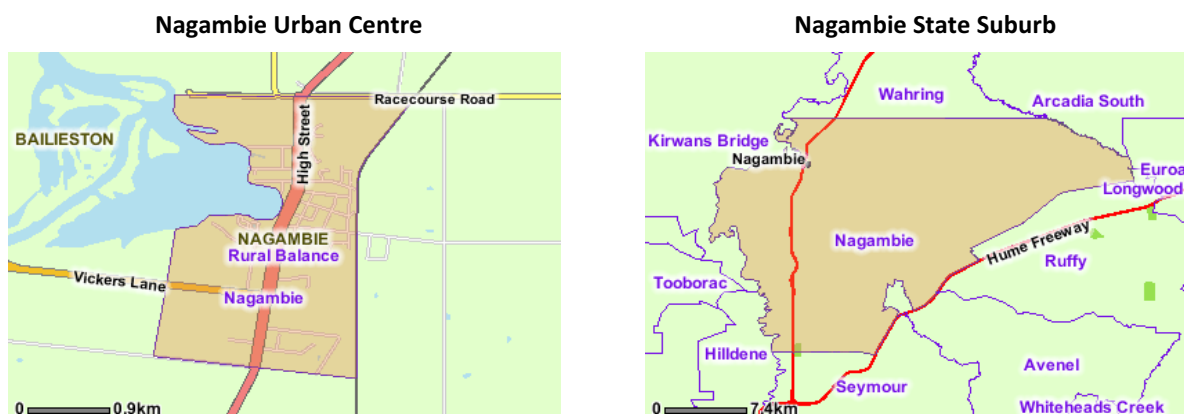 Nagambie Urban Centre
Racecourse Road
BAILIESTON
High Street
NAGAMBIE
Rural Balance
Vickers Lane
Nagambie
0 0.9km
Nagambie State Suburb
Wahring
Arcadia South
Kirwans Bridge
Nagambie
Euroa
Longwood
Nagambie
Hume Freeway
Ruffy
Tooborac
Hilldene
Avenel
Seymour
0 7.4km
Whiteheads Creek